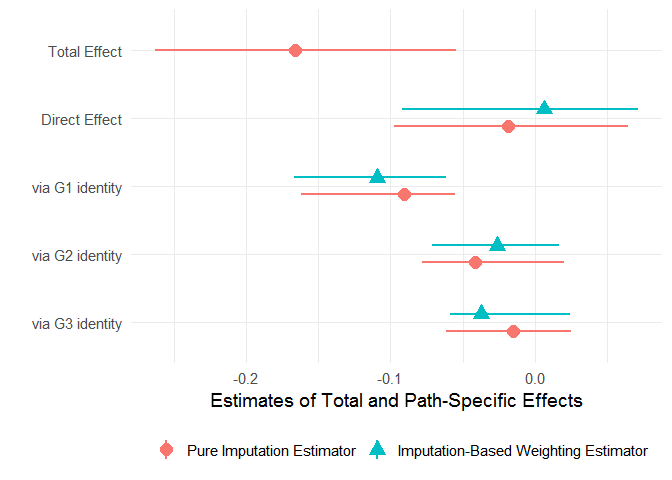 Total Effect
Direct Effect
via G1 identity
via G2 identity
via G3 identity
-0.2 -0.1 0.0
Estimates of Total and Path-Specific Effects
Pure Imputation Estimator Imputation-Based Weighting Estimator